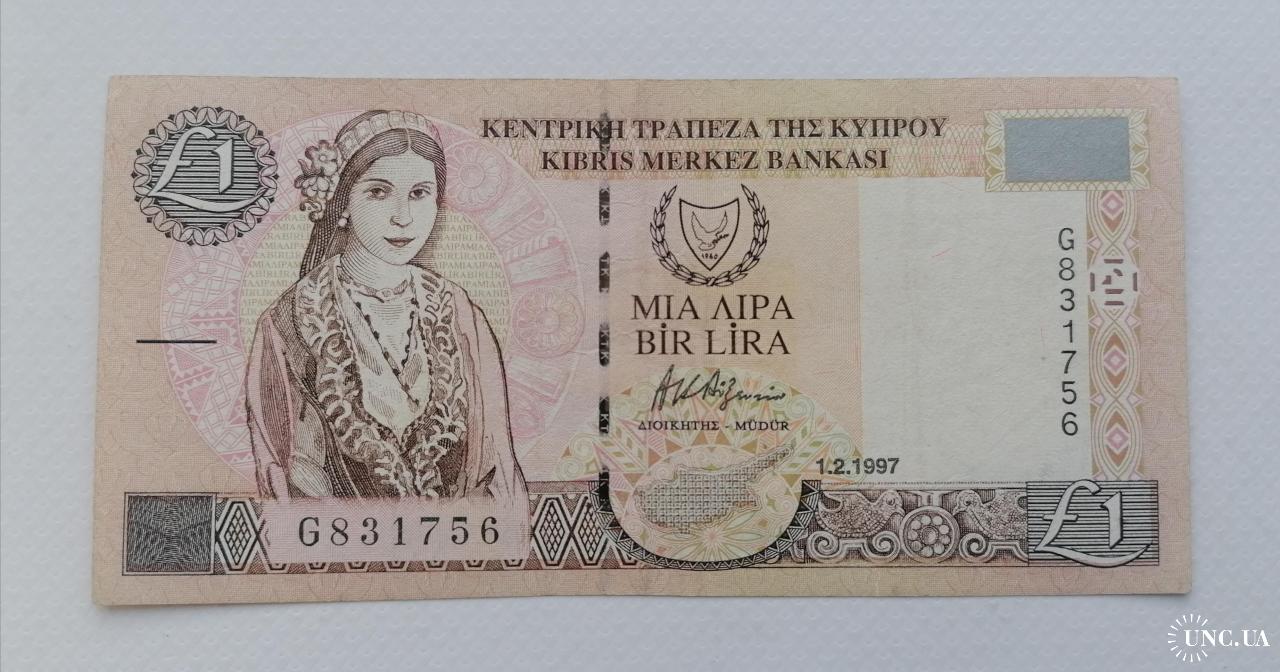 £1
ΚΕΝΤΡΙΚΗ ΤΡΑΠΕΖΑ ΤΗΣ ΚΥΠΡΟΥ
KIBRIS MERKEZ BANKASI
1960
ΜΙΑ ΛΙΡΑ
BİR LİRA
ΔΙΟΙΚΗΤΗΣ - MÜDÜR
1.2.1997
G831756
G831756
£1
UNC.UA